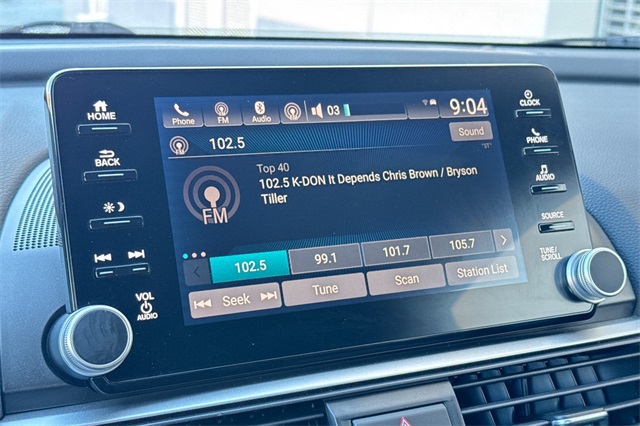 HOME
BACK
VOL
AUDIO
Phone FM Audio 03 9:04
102.5 Sound
"ST"
FM
Top 40
102.5 K-DON It Depends Chris Brown / Bryson
Tiller
102.5 99.1 101.7 105.7
Seek Tune Scan Station List
CLOCK
PHONE
AUDIO
SOURCE
TUNE/
SCROLL